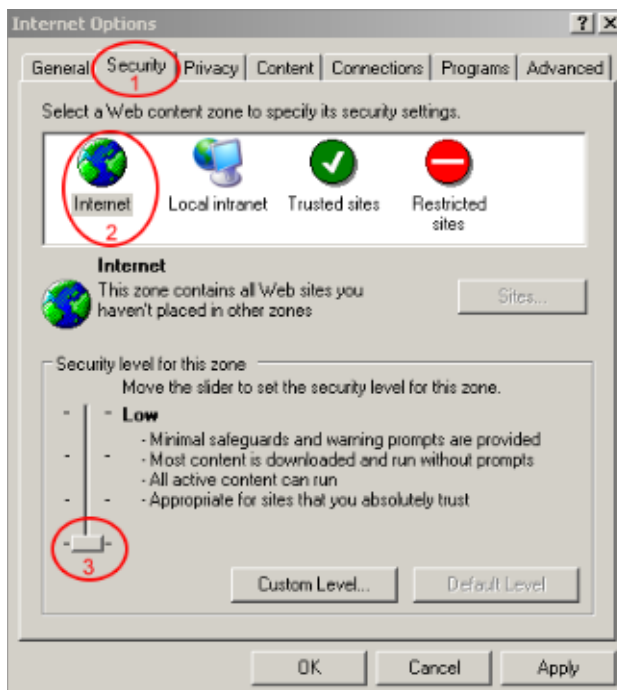 Internet Options
? X
General Security Privacy Content Connections Programs Advanced
1
Select a Web content zone to specify its security settings.
Internet Local intranet Trusted sites Restricted sites
2
Internet
This zone contains all Web sites you
haven't placed in other zones
Sites...
Security level for this zone
Move the slider to set the security level for this zone.
Low
- Minimal safeguards and warning prompts are provided
- Most content is downloaded and run without prompts
- All active content can run
- Appropriate for sites that you absolutely trust
3
Custom Level... Default Level
OK Cancel Apply